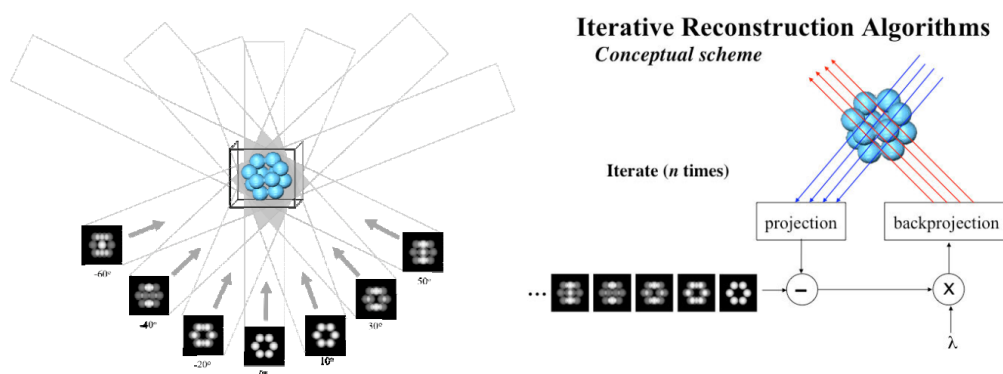 -60°
-40°
-20°
10°
30°
50°
Iterative Reconstruction Algorithms
Conceptual scheme
Iterate (n times)
projection
backprojection
...
–
X
λ